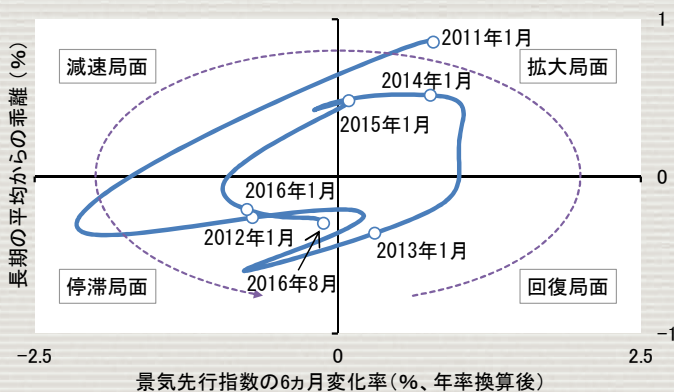 1
減速局面
2011年1月
拡大局面
2014年1月
2015年1月
長期の平均からの乖離(%)
0
2016年1月
2012年1月
2013年1月
2016年8月
停滞局面
回復局面
-1
-2.5
0
2.5
景気先行指数の6ヵ月変化率(%、年率換算後)